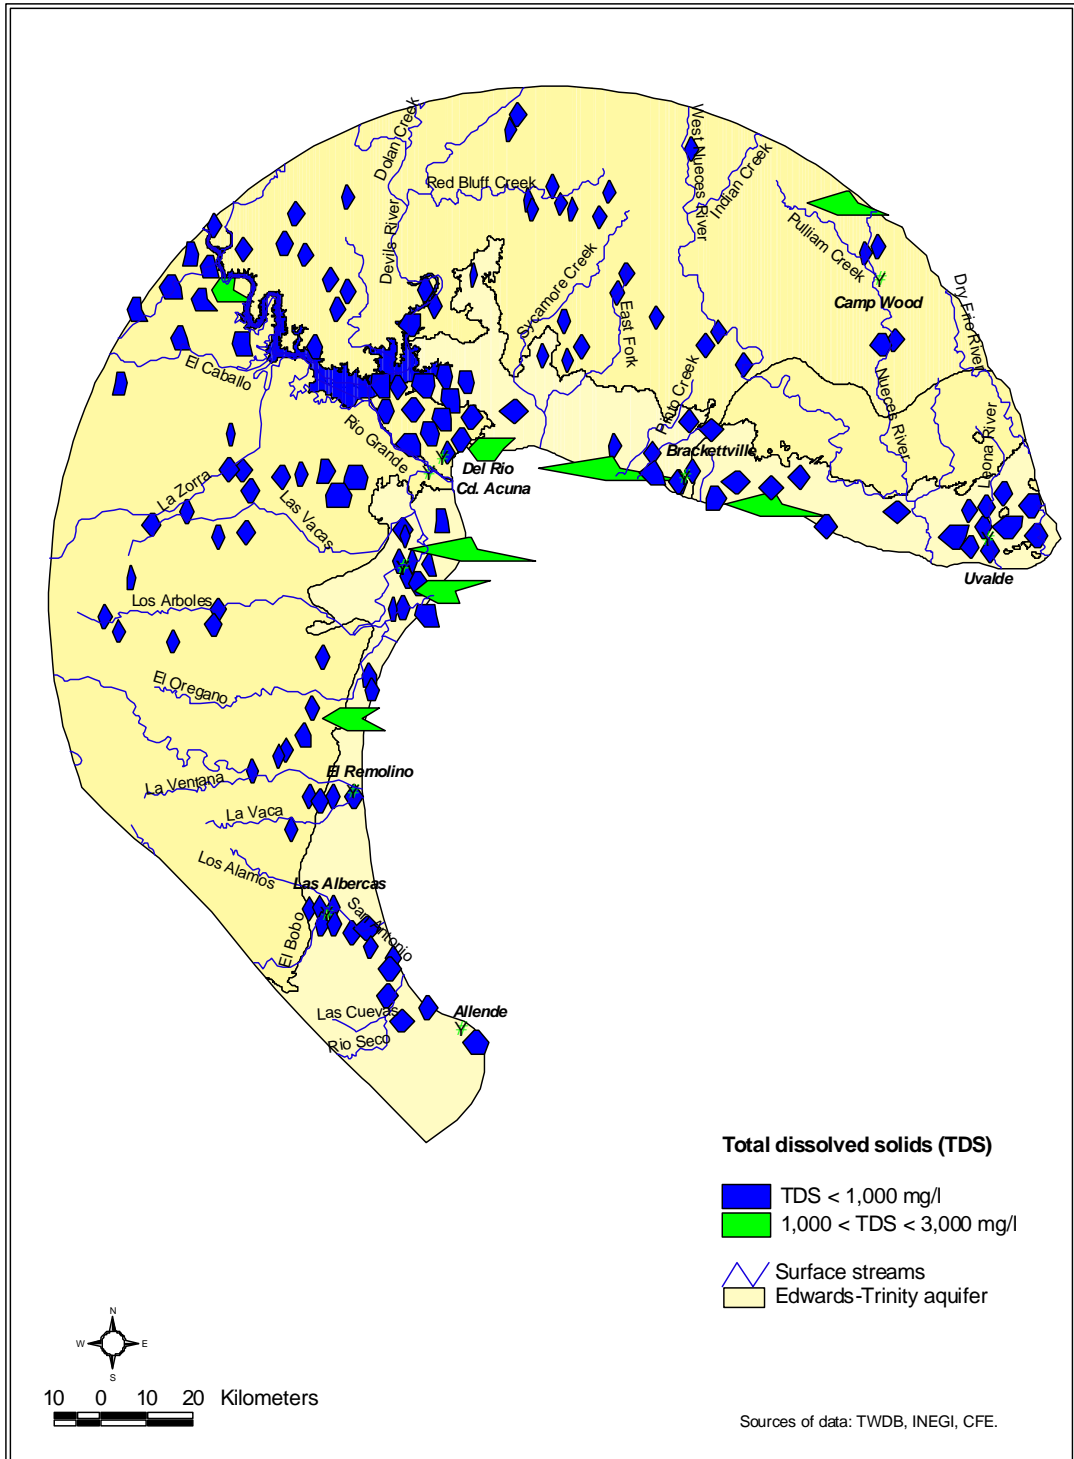 Dolan Creek
Red Bluff Creek
West Nueces River
Indian Creek
Devils River
Pulliam Creek
Camp Wood
Dry Frio River
Sycamore Creek
East Fork
Pinto Creek
Nueces River
Leona River
El Caballo
Rio Grande
Brackettville
Del Rio
Cd. Acuna
La Zorra
Las Vacas
Uvalde
Los Arboles
El Oregano
El Remolino
La Ventana
La Vaca
Los Alamos
Las Albercas
San Antonio
El Bobo
Las Cuevas
Allende
Rio Seco
Total dissolved solids (TDS)
TDS < 1,000 mg/l
1,000 < TDS < 3,000 mg/l
Surface streams
Edwards-Trinity aquifer
N
W E
S
10 0 10 20 Kilometers
Sources of data: TWDB, INEGI, CFE.